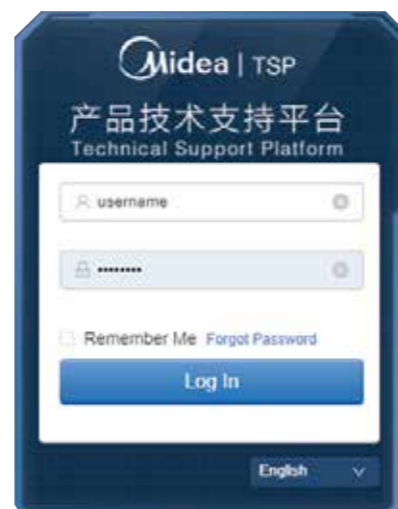 Midea | TSP
产品技术支持平台
Technical Support Platform
username
••••••••
Remember Me Forgot Password
Log In
English